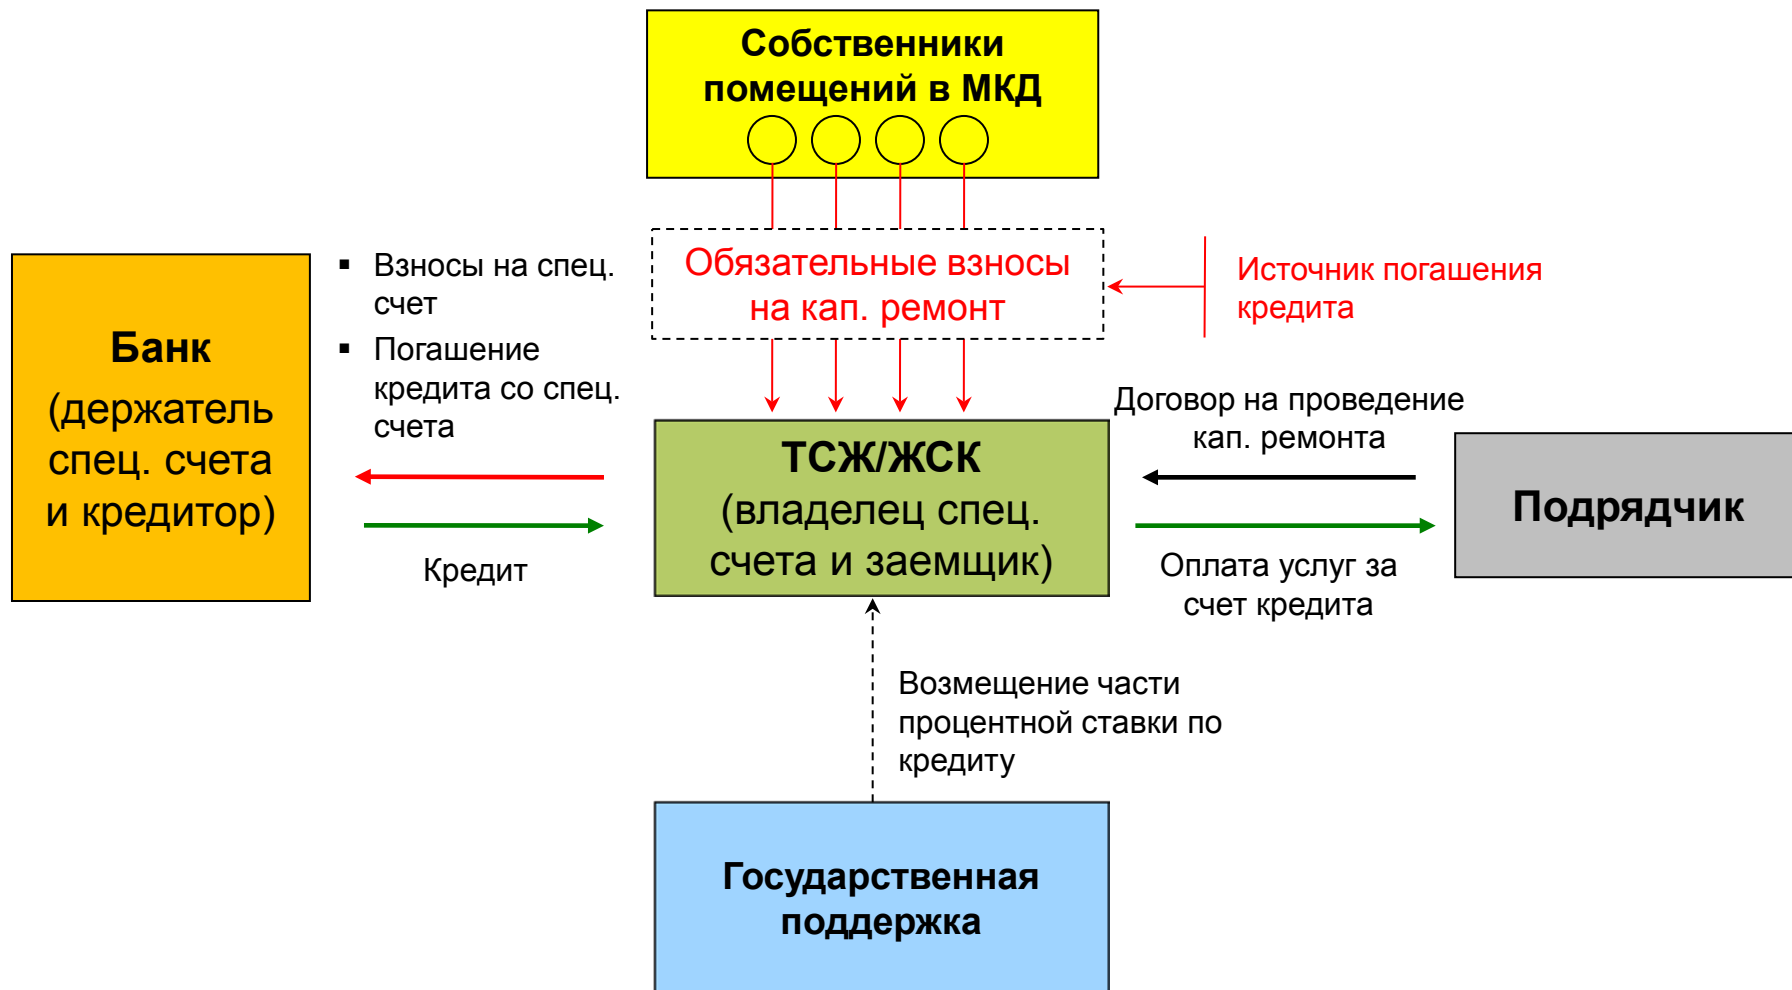 Собственники
помещений в МКД
Обязательные взносы
на кап. ремонт
Источник погашения
кредита
▪ Взносы на спец.
счет
▪ Погашение
кредита со спец.
счета
Банк
(держатель
спец. счета
и кредитор)
Кредит
ТСЖ/ЖСК
(владелец спец.
счета и заемщик)
Договор на проведение
кап. ремонта
Оплата услуг за
счет кредита
Подрядчик
Возмещение части
процентной ставки по
кредиту
Государственная
поддержка